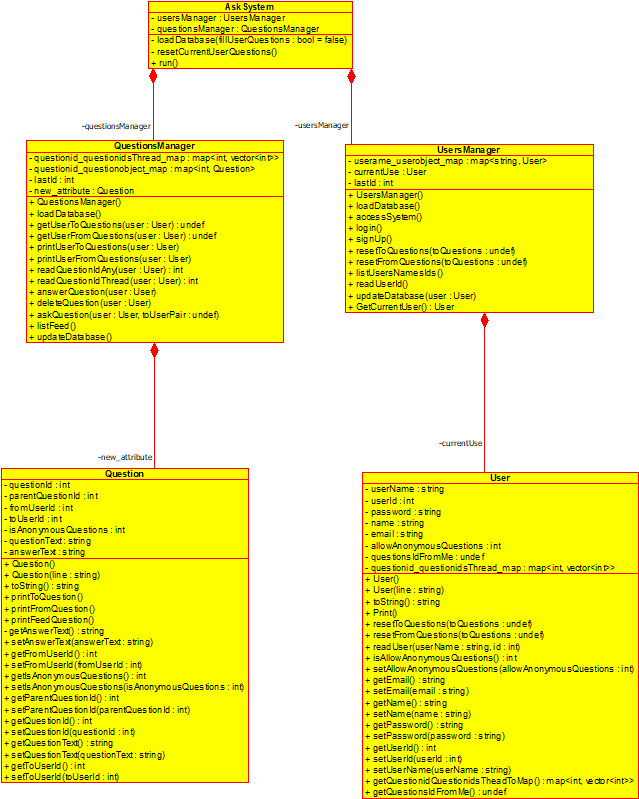 AskSystem
- usersManager : UsersManager
- questionsManager : QuestionsManager
- loadDatabase(fillUserQuestions : bool = false)
- resetCurrentUserQuestions()
+ run()
-questionsManager
-usersManager
QuestionsManager
- questionid_questionidsThread_map : map<int, vector<int>>
- questionid_questionobject_map : map<int, Question>
- lastId : int
- new_attribute : Question
+ QuestionsManager()
+ loadDatabase()
+ getUserToQuestions(user : User) : undef
+ getUserFromQuestions(user : User) : undef
+ printUserToQuestions(user : User)
+ printUserFromQuestions(user : User)
+ readQuestionIdAny(user : User) : int
+ readQuestionIdThread(user : User) : int
+ answerQuestion(user : User)
+ deleteQuestion(user : User)
+ askQuestion(user : User, toUserPair : undef)
+ listFeed()
+ updateDatabase()
UsersManager
- userame_userobject_map : map<string, User>
- currentUse : User
- lastId : int
+ UsersManager()
+ loadDatabase()
+ accessSystem()
+ login()
+ signUp()
+ resetToQuestions(toQuestions : undef)
+ resetFromQuestions(toQuestions : undef)
+ listUsersNamesIds()
+ readUserId()
+ updateDatabase(user : User)
+ GetCurrentUser() : User
-new_attribute
-currentUse
Question
- questionId : int
- parentQuestionId : int
- fromUserId : int
- toUserId : int
- isAnonymousQuestions : int
- questionText : string
- answerText : string
+ Question()
+ Question(line : string)
+ toString() : string
+ printToQuestion()
+ printFromQuestion()
+ printFeedQuestion()
- getAnswerText() : string
+ setAnswerText(answerText : string)
+ getFromUserId() : int
+ setFromUserId(fromUserId : int)
+ getIsAnonymousQuestions() : int
+ setIsAnonymousQuestions(isAnonymousQuestions : int)
+ getParentQuestionId() : int
+ setParentQuestionId(parentQuestionId : int)
+ getQuestionId() : int
+ setQuestionId(questionId : int)
+ getQuestionText() : string
+ setQuestionText(questionText : string)
+ getToUserId() : int
+ setToUserId(toUserId : int)
User
- userName : string
- userId : int
- password : string
- name : string
- email : string
- allowAnonymousQuestions : int
- questionsIdFromMe : undef
- questionid_questionidsThread_map : map<int, vector<int>>
+ User()
+ User(line : string)
+ toString() : string
+ Print()
+ resetToQuestions(toQuestions : undef)
+ resetFromQuestions(toQuestions : undef)
+ readUser(userName : string, id : int)
+ isAllowAnonymousQuestions() : int
+ setAllowAnonymousQuestions(allowAnonymousQuestions : int)
+ getEmail() : string
+ setEmail(email : string)
+ getName() : string
+ setName(name : string)
+ getPassword() : string
+ setPassword(password : string)
+ getUserId() : int
+ setUserId(userId : int)
+ setUserName(userName : string)
+ getQuestionidQuestionidsTheadToMap() : map<int, vector<int>>
+ getQuestionsIdFromMe() : undef